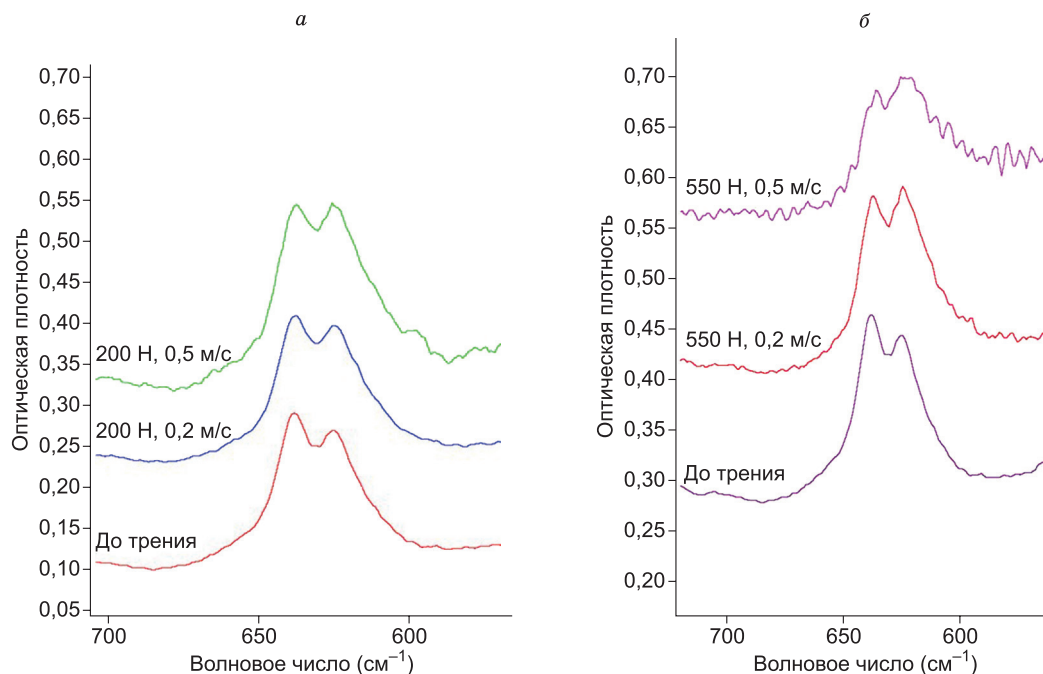 а
0,70
0,65
0,60
0,55
0,50
0,45
0,40
0,35
0,30
0,25
0,20
0,15
0,10
0,05
Оптическая плотность
200 Н, 0,5 м/с
200 Н, 0,2 м/с
До трения
700 650 600
Волновое число (см⁻¹)
б
0,70
0,65
0,60
0,55
0,50
0,45
0,40
0,35
0,30
0,25
0,20
Оптическая плотность
550 Н, 0,5 м/с
550 Н, 0,2 м/с
До трения
700 650 600
Волновое число (см⁻¹)